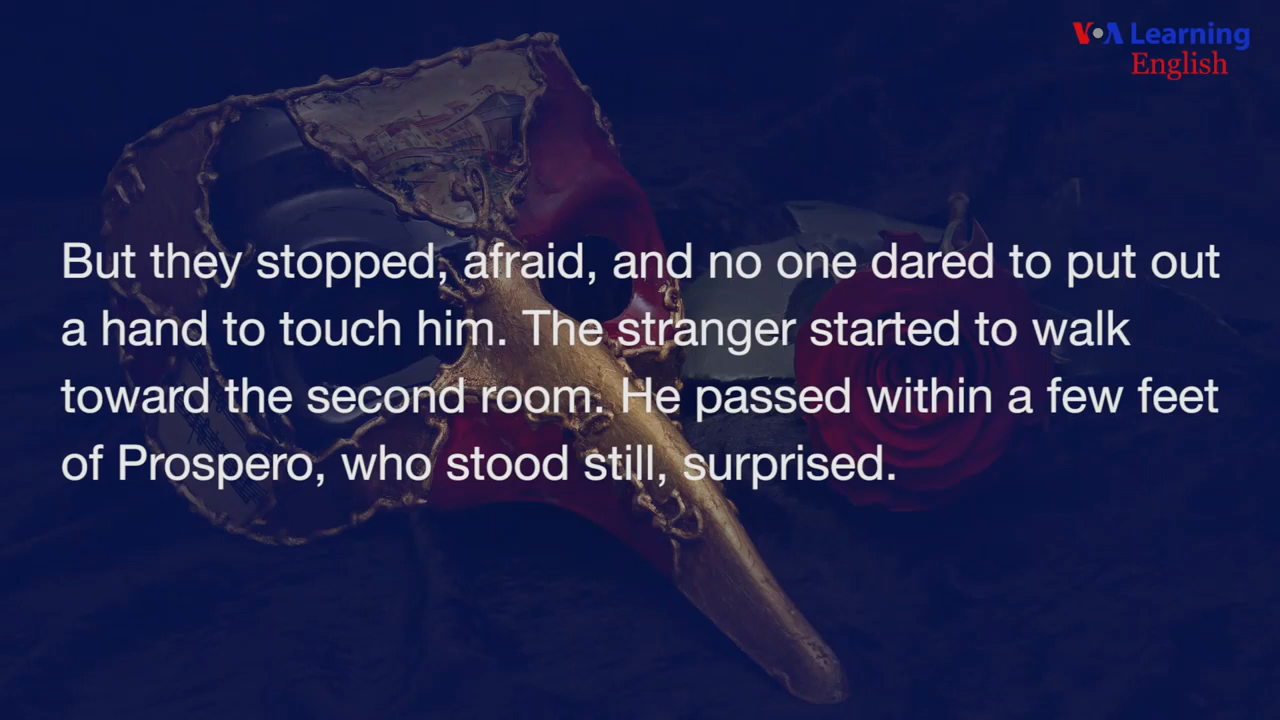 VOA Learning
English
But they stopped, afraid, and no one dared to put out
a hand to touch him. The stranger started to walk
toward the second room. He passed within a few feet
of Prospero, who stood still, surprised.